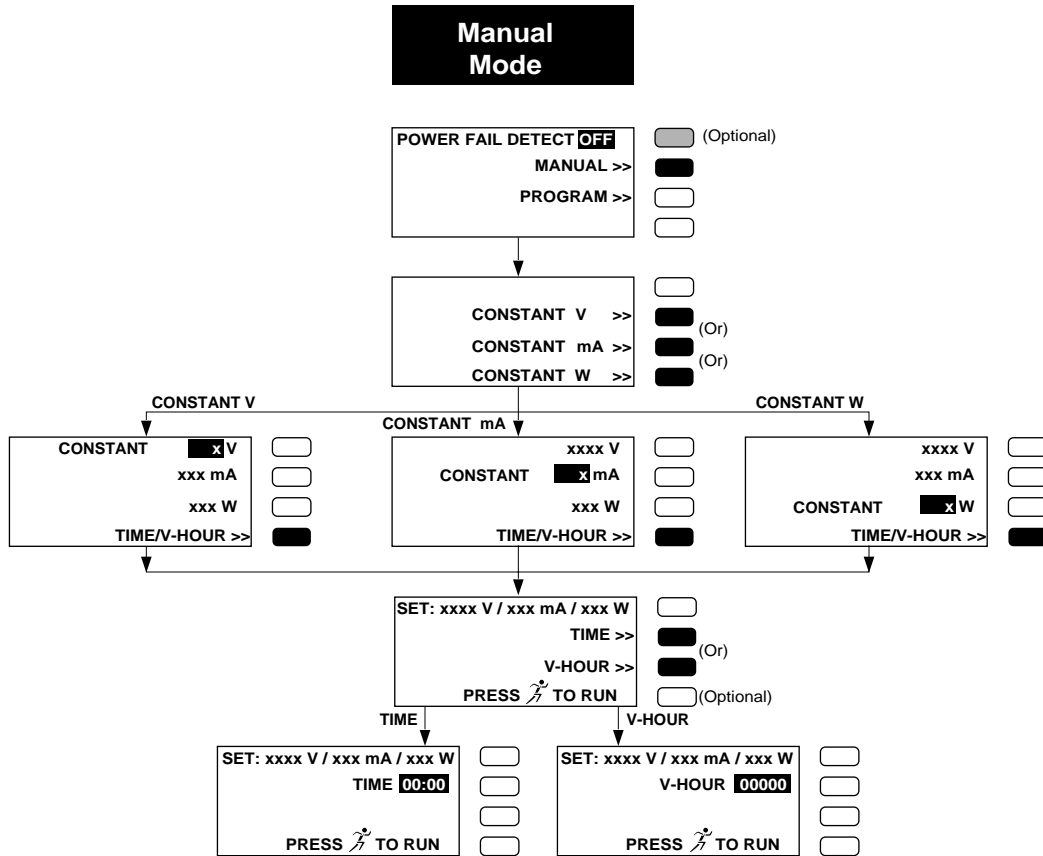 Manual
Mode
POWER FAIL DETECT OFF
(Optional)
MANUAL >>
PROGRAM >>
CONSTANT V >>
(Or)
CONSTANT mA >>
(Or)
CONSTANT W >>
CONSTANT V
CONSTANT mA
CONSTANT W
CONSTANT x V
xxx mA
xxx W
TIME/V-HOUR >>
xxxx V
CONSTANT x mA
xxx W
TIME/V-HOUR >>
xxxx V
xxx mA
CONSTANT x W
TIME/V-HOUR >>
SET: xxxx V / xxx mA / xxx W
TIME >>
(Or)
V-HOUR >>
PRESS TO RUN
(Optional)
TIME
V-HOUR
SET: xxxx V / xxx mA / xxx W
TIME 00:00
PRESS TO RUN
SET: xxxx V / xxx mA / xxx W
V-HOUR 00000
PRESS TO RUN